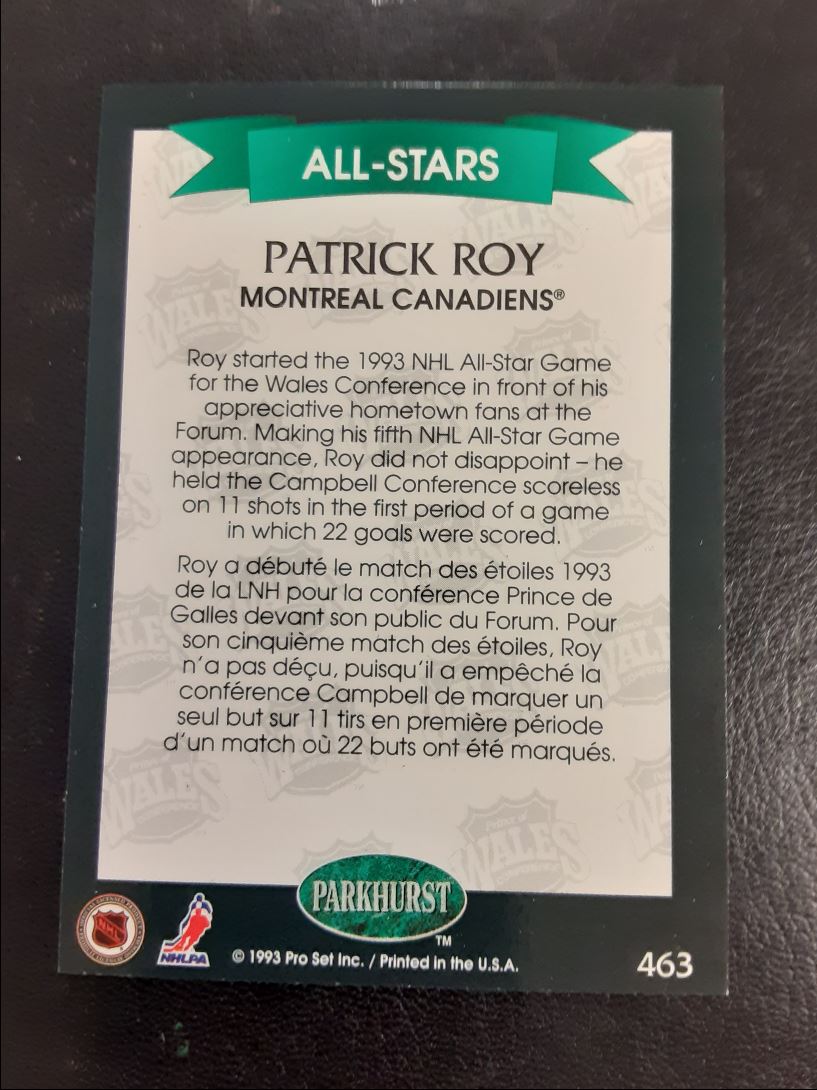 ALL-STARS
PATRICK ROY
MONTREAL CANADIENS®
Roy started the 1993 NHL All-Star Game
for the Wales Conference in front of his
appreciative hometown fans at the
Forum. Making his fifth NHL All-Star Game
appearance, Roy did not disappoint – he
held the Campbell Conference scoreless
on 11 shots in the first period of a game
in which 22 goals were scored.
Roy a débuté le match des étoiles 1993
de la LNH pour la conférence Prince de
Galles devant son public du Forum. Pour
son cinquième match des étoiles, Roy
n'a pas déçu, puisqu'il a empêché la
conférence Campbell de marquer un
seul but sur 11 tirs en première période
d'un match où 22 buts ont été marqués.
PARKHURST
TM
NHL
NHLPA
© 1993 Pro Set Inc. / Printed in the U.S.A.
463